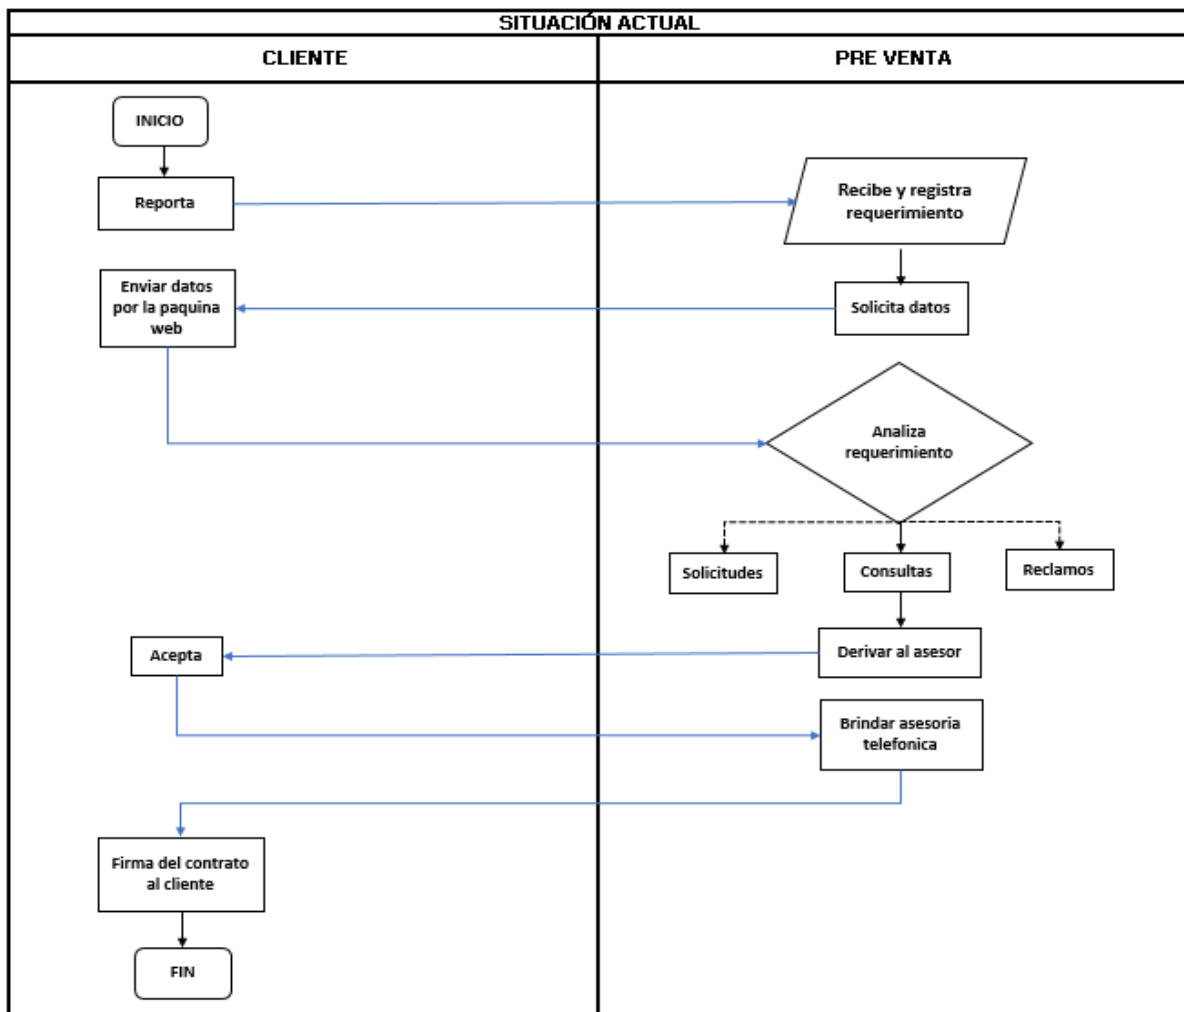 SITUACIÓN ACTUAL
CLIENTE
PRE VENTA
INICIO
Reporta
Recibe y registra
requerimiento
Enviar datos
por la paquina
web
Solicita datos
Analiza
requerimiento
Solicitudes
Consultas
Reclamos
Acepta
Derivar al asesor
Brindar asesoria
telefonica
Firma del contrato
al cliente
FIN